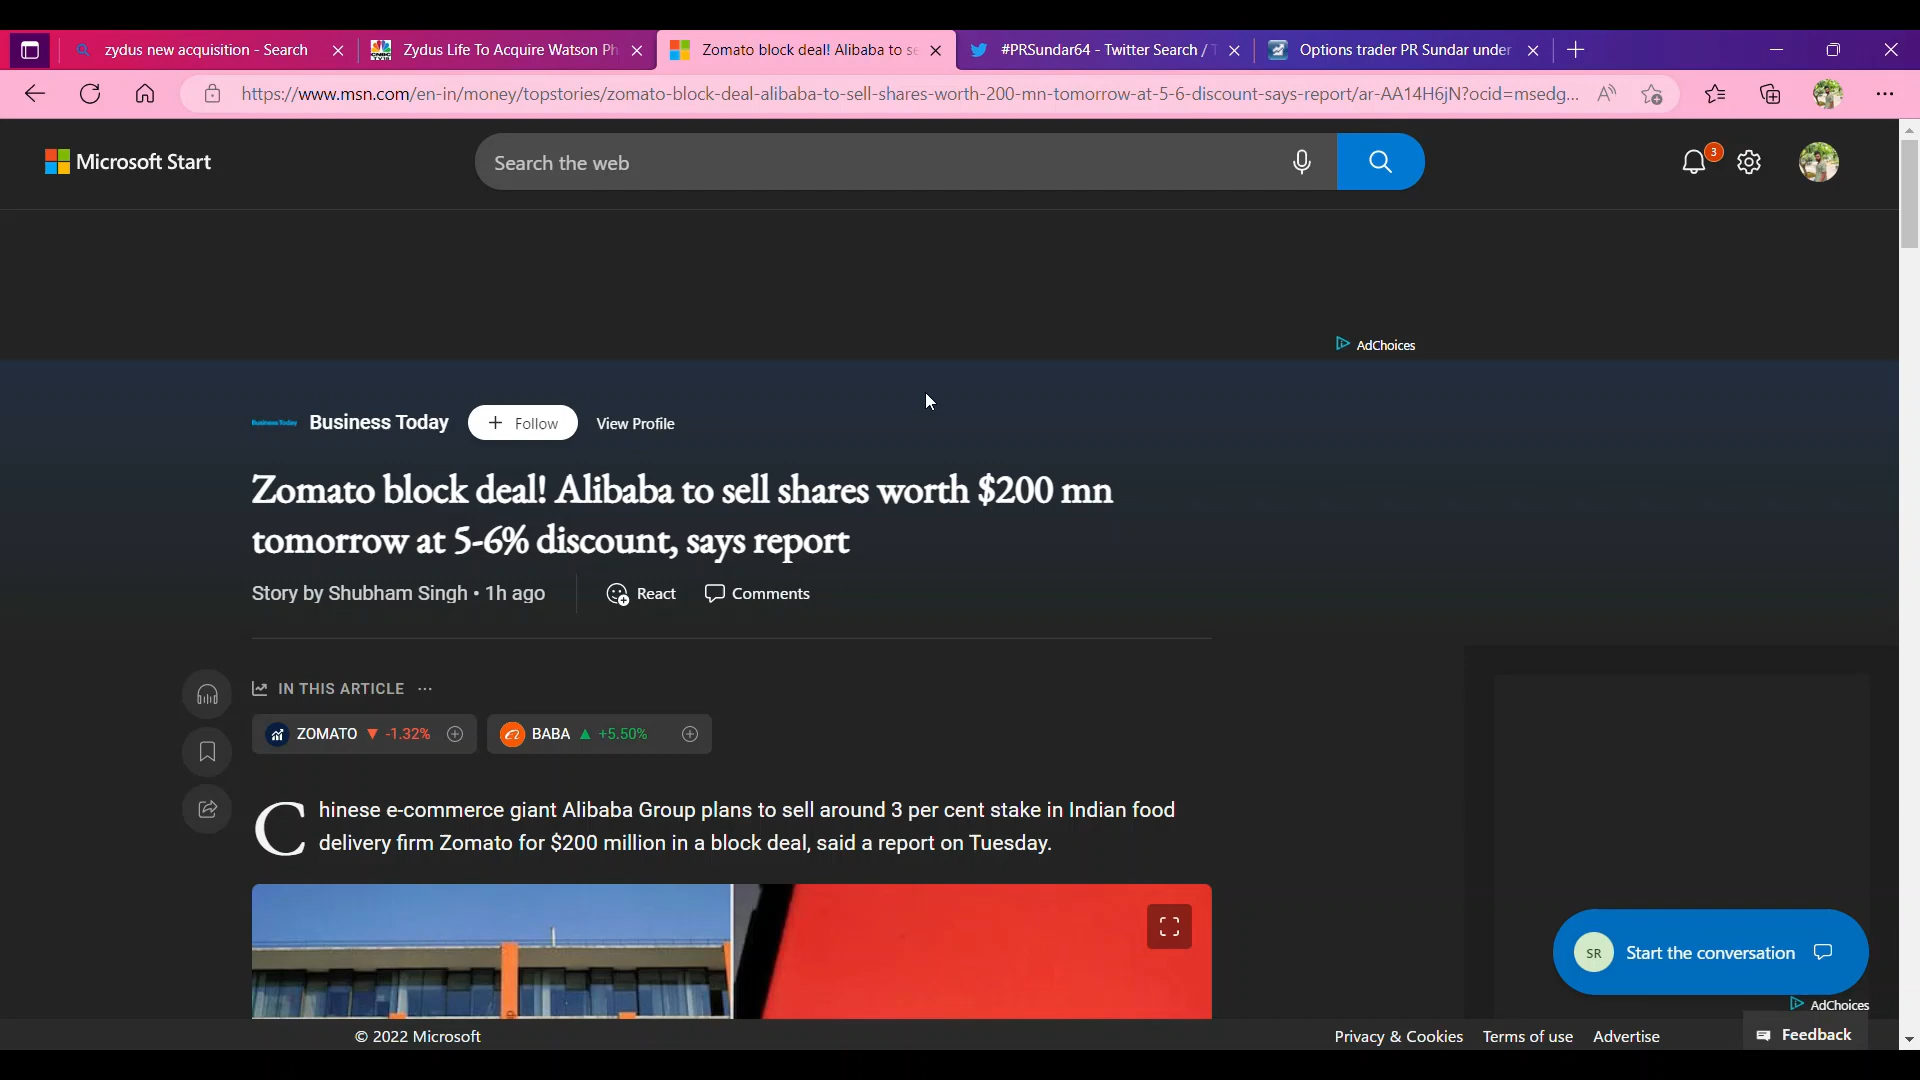 zydus new acquisition - Search
Zydus Life To Acquire Watson Ph
Zomato block deal! Alibaba to se
#PRSundar64 - Twitter Search / T
Options trader PR Sundar under
https://www.msn.com/en-in/money/topstories/zomato-block-deal-alibaba-to-sell-shares-worth-200-mn-tomorrow-at-5-6-discount-says-report/ar-AA14H6jN?ocid=msedg...
Microsoft Start
Search the web
3
AdChoices
Business Today Business Today
Follow
View Profile
Zomato block deal! Alibaba to sell shares worth $200 mn
tomorrow at 5-6% discount, says report
Story by Shubham Singh • 1h ago
React
Comments
IN THIS ARTICLE ...
ZOMATO ▼ -1.32%
BABA ▲ +5.50%
Chinese e-commerce giant Alibaba Group plans to sell around 3 per cent stake in Indian food
delivery firm Zomato for $200 million in a block deal, said a report on Tuesday.
SR Start the conversation
AdChoices
© 2022 Microsoft
Privacy & Cookies
Terms of use
Advertise
Feedback